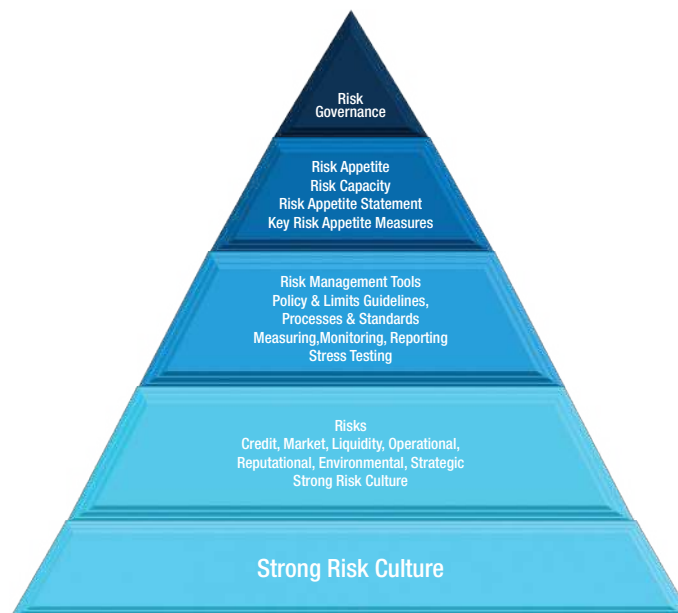 Risk
Governance
Risk Appetite
Risk Capacity
Risk Appetite Statement
Key Risk Appetite Measures
Risk Management Tools
Policy & Limits Guidelines,
Processes & Standards
Measuring,Monitoring, Reporting
Stress Testing
Risks
Credit, Market, Liquidity, Operational,
Reputational, Environmental, Strategic
Strong Risk Culture
Strong Risk Culture